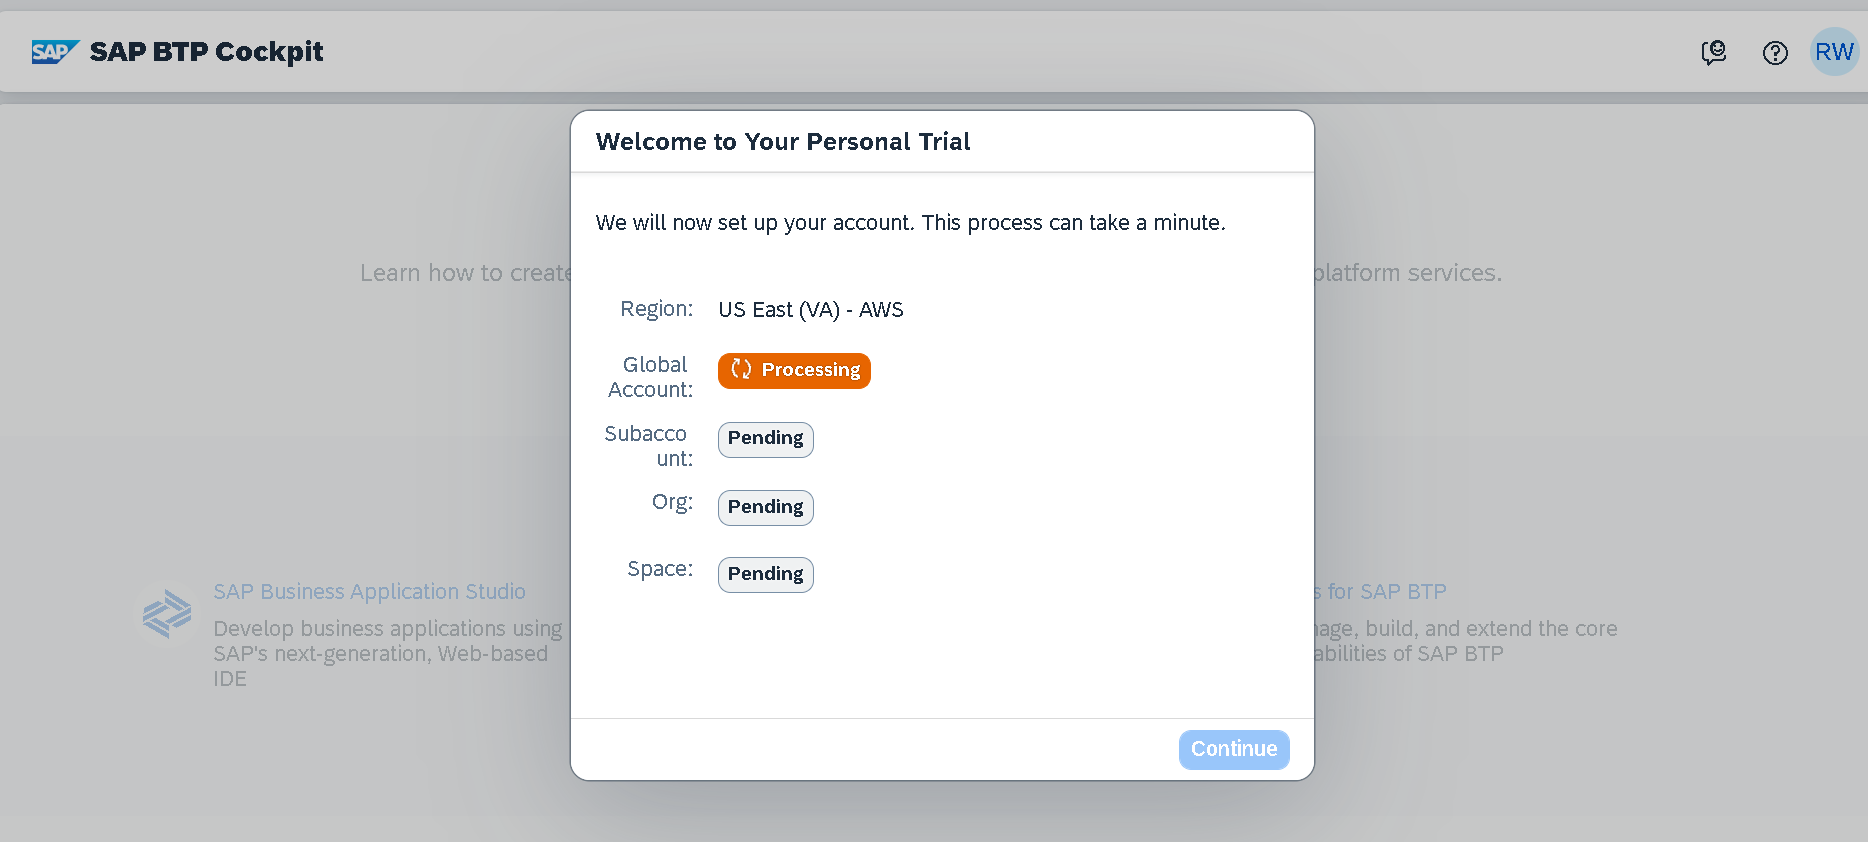 SAP SAP BTP Cockpit
RW
Welcome to Your Personal Trial
We will now set up your account. This process can take a minute.
Learn how to create
platform services.
Region: US East (VA) - AWS
Global
Account:
Processing
Subacco
unt:
Pending
Org: Pending
Space: Pending
SAP Business Application Studio
Develop business applications using
SAP's next-generation, Web-based
IDE
s for SAP BTP
age, build, and extend the core
abilities of SAP BTP
Continue